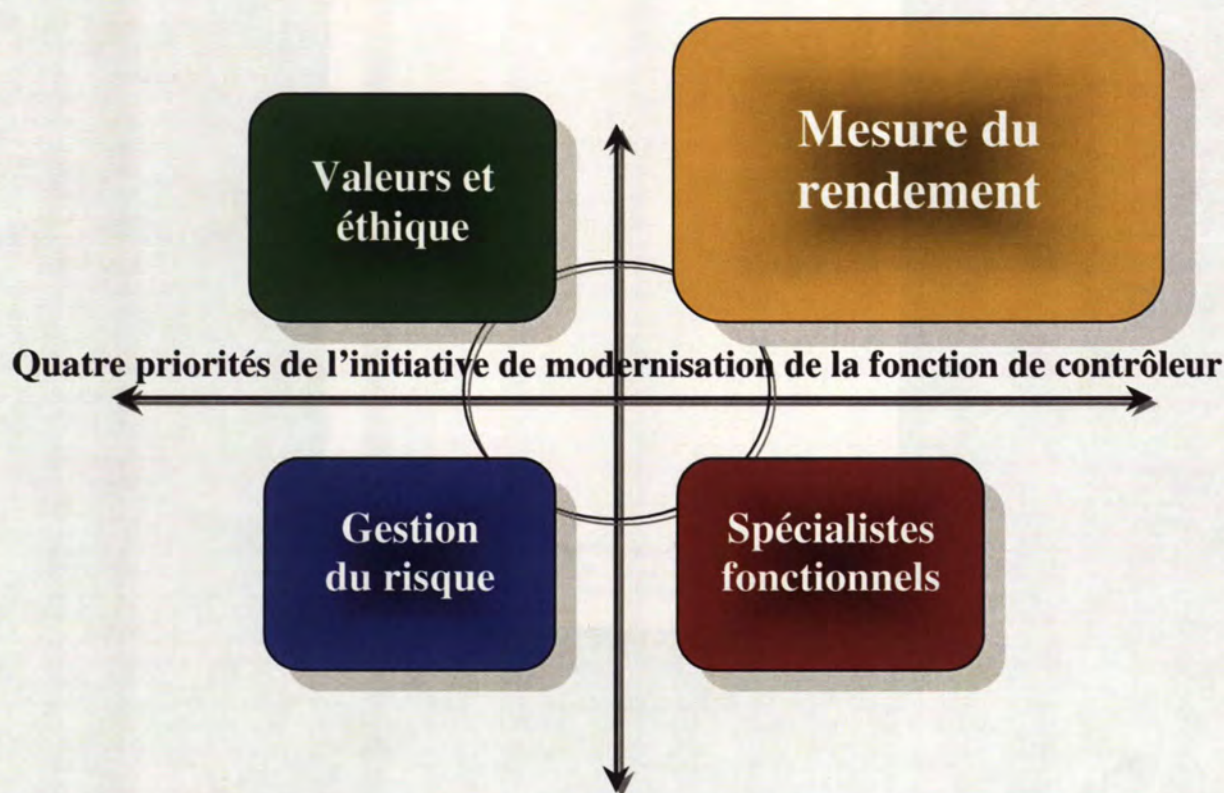 Valeurs et
éthique
Mesure du
rendement
Quatre priorités de l'initiative de modernisation de la fonction de contrôleur
Gestion
du risque
Spécialistes
fonctionnels